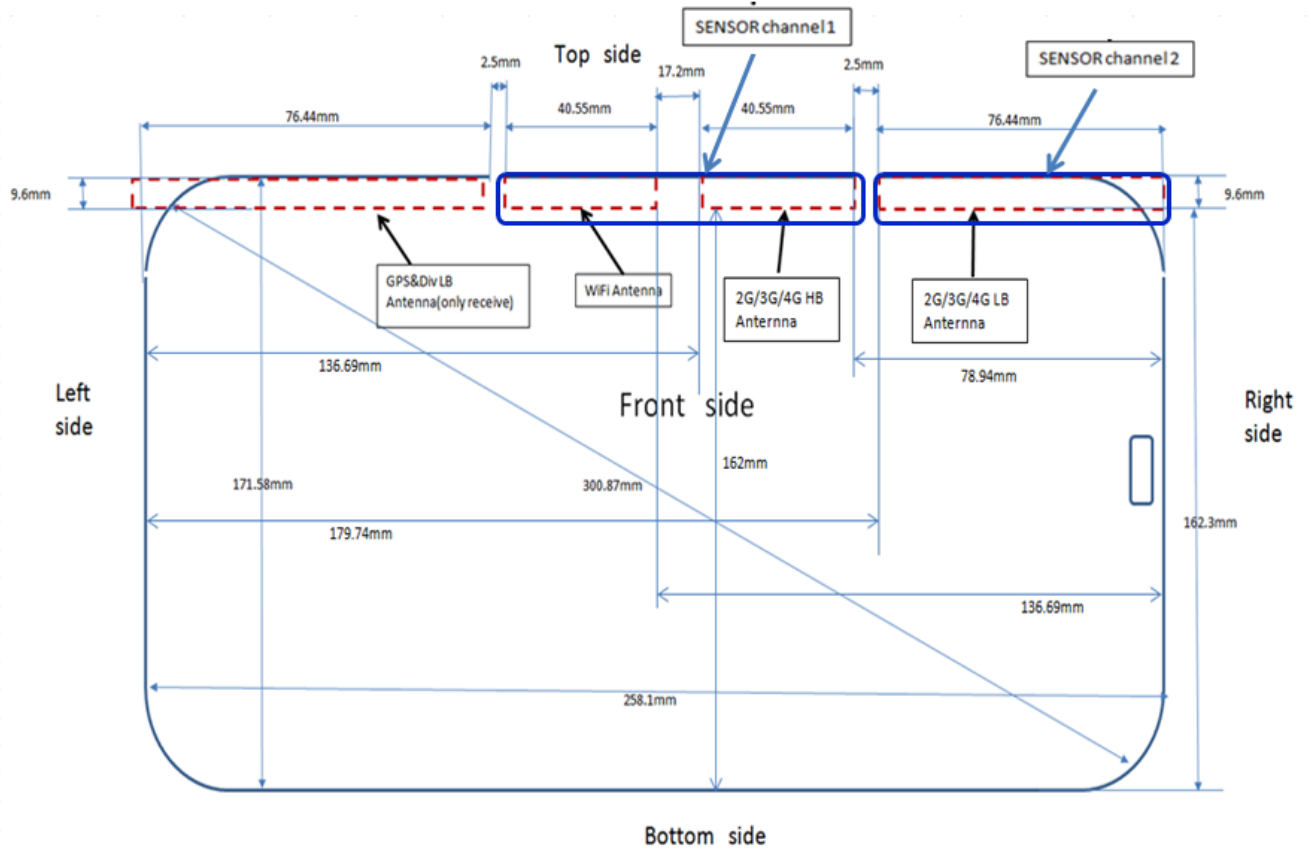 SENSOR channel 1
Top side
SENSOR channel 2
2.5mm
17.2mm
2.5mm
76.44mm
40.55mm
40.55mm
76.44mm
9.6mm
9.6mm
GPS&Div LB
Antenna(only receive)
WiFi Antenna
2G/3G/4G HB
Anternna
2G/3G/4G LB
Anternna
136.69mm
78.94mm
Left
side
Front side
Right
side
171.58mm
300.87mm
162mm
179.74mm
162.3mm
136.69mm
258.1mm
Bottom side